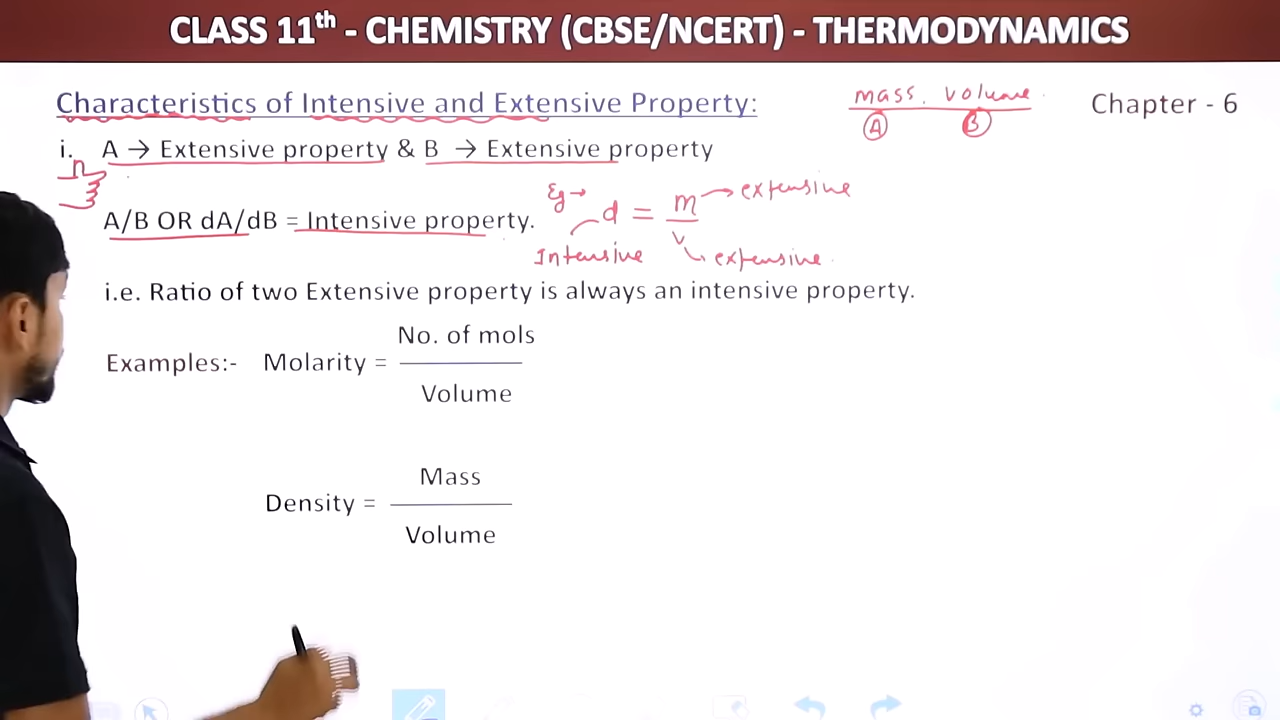 CLASS 11th - CHEMISTRY (CBSE/NCERT) - THERMODYNAMICS
Characteristics of Intensive and Extensive Property:
mass. volume.
Chapter - 6
A B
i. A → Extensive property & B → Extensive property
Eg → d = m → extensive
A/B OR dA/dB = Intensive property.
v
Intensive
extensive.
i.e. Ratio of two Extensive property is always an intensive property.
Examples:- Molarity = No. of mols
Volume
Density = Mass
Volume